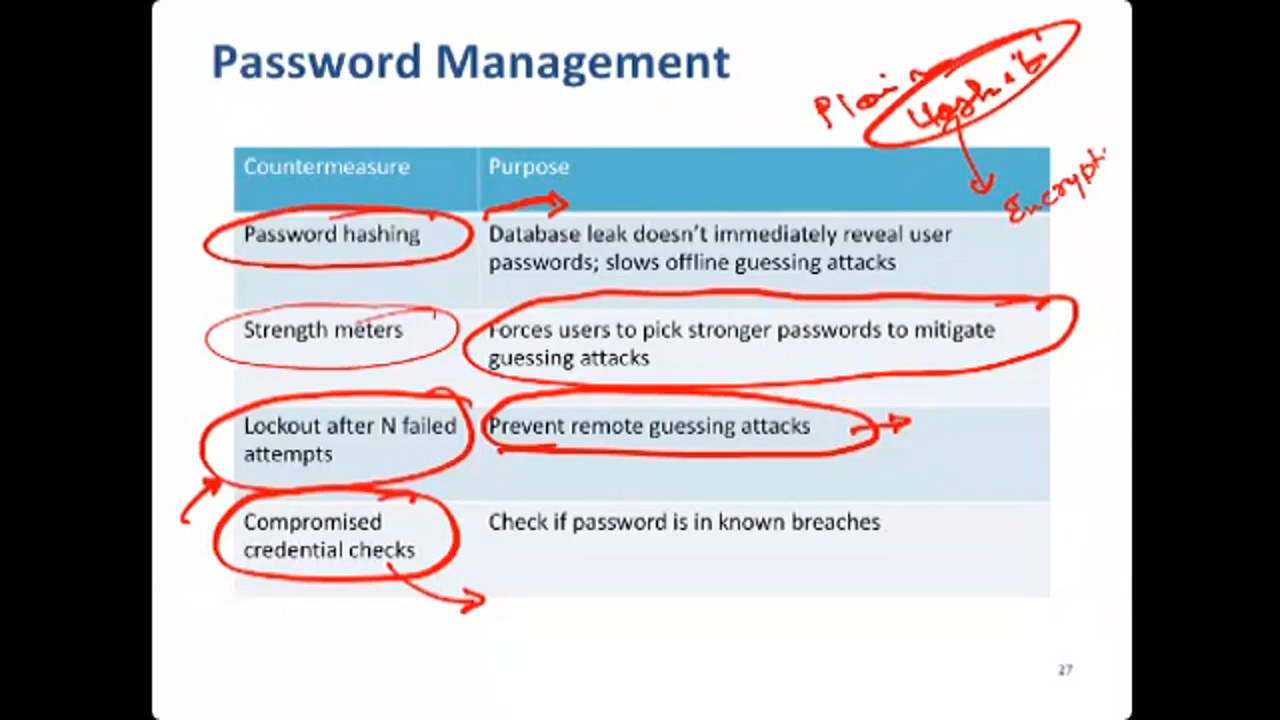 Password Management
Plain
Hash it
Encrypt
Countermeasure
Purpose
Password hashing
Database leak doesn't immediately reveal user
passwords; slows offline guessing attacks
Strength meters
Forces users to pick stronger passwords to mitigate
guessing attacks
Lockout after N failed
attempts
Prevent remote guessing attacks
Compromised
credential checks
Check if password is in known breaches
27